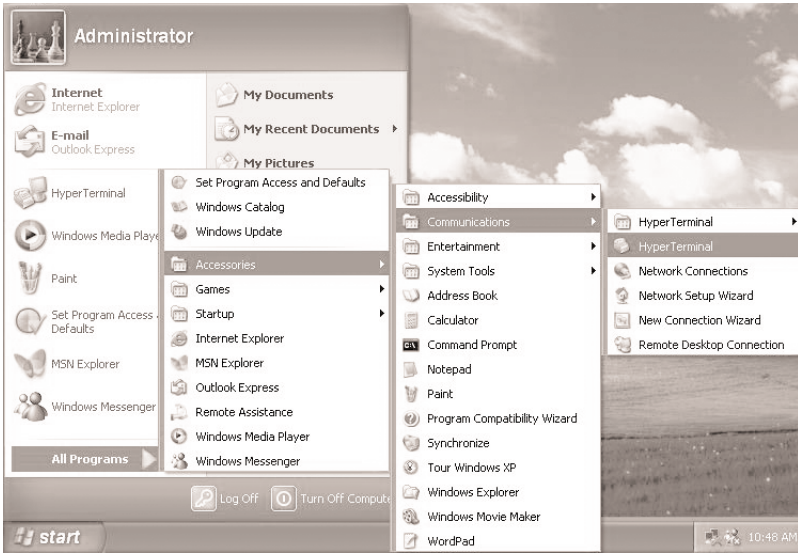 Administrator
Internet
Internet Explorer
E-mail
Outlook Express
HyperTerminal
Windows Media Playe
Paint
Set Program Access
Defaults
MSN Explorer
Windows Messenger
All Programs
My Documents
My Recent Documents
My Pictures
Set Program Access and Defaults
Windows Catalog
Windows Update
Accessories
Games
Startup
Internet Explorer
MSN Explorer
Outlook Express
Remote Assistance
Windows Media Player
Windows Messenger
Accessibility
Communications
Entertainment
System Tools
Address Book
Calculator
C:\ Command Prompt
Notepad
Paint
Program Compatibility Wizard
Synchronize
Tour Windows XP
Windows Explorer
Windows Movie Maker
WordPad
HyperTerminal
HyperTerminal
Network Connections
Network Setup Wizard
New Connection Wizard
Remote Desktop Connection
Log Off
Turn Off Compute
start
10:48 AM